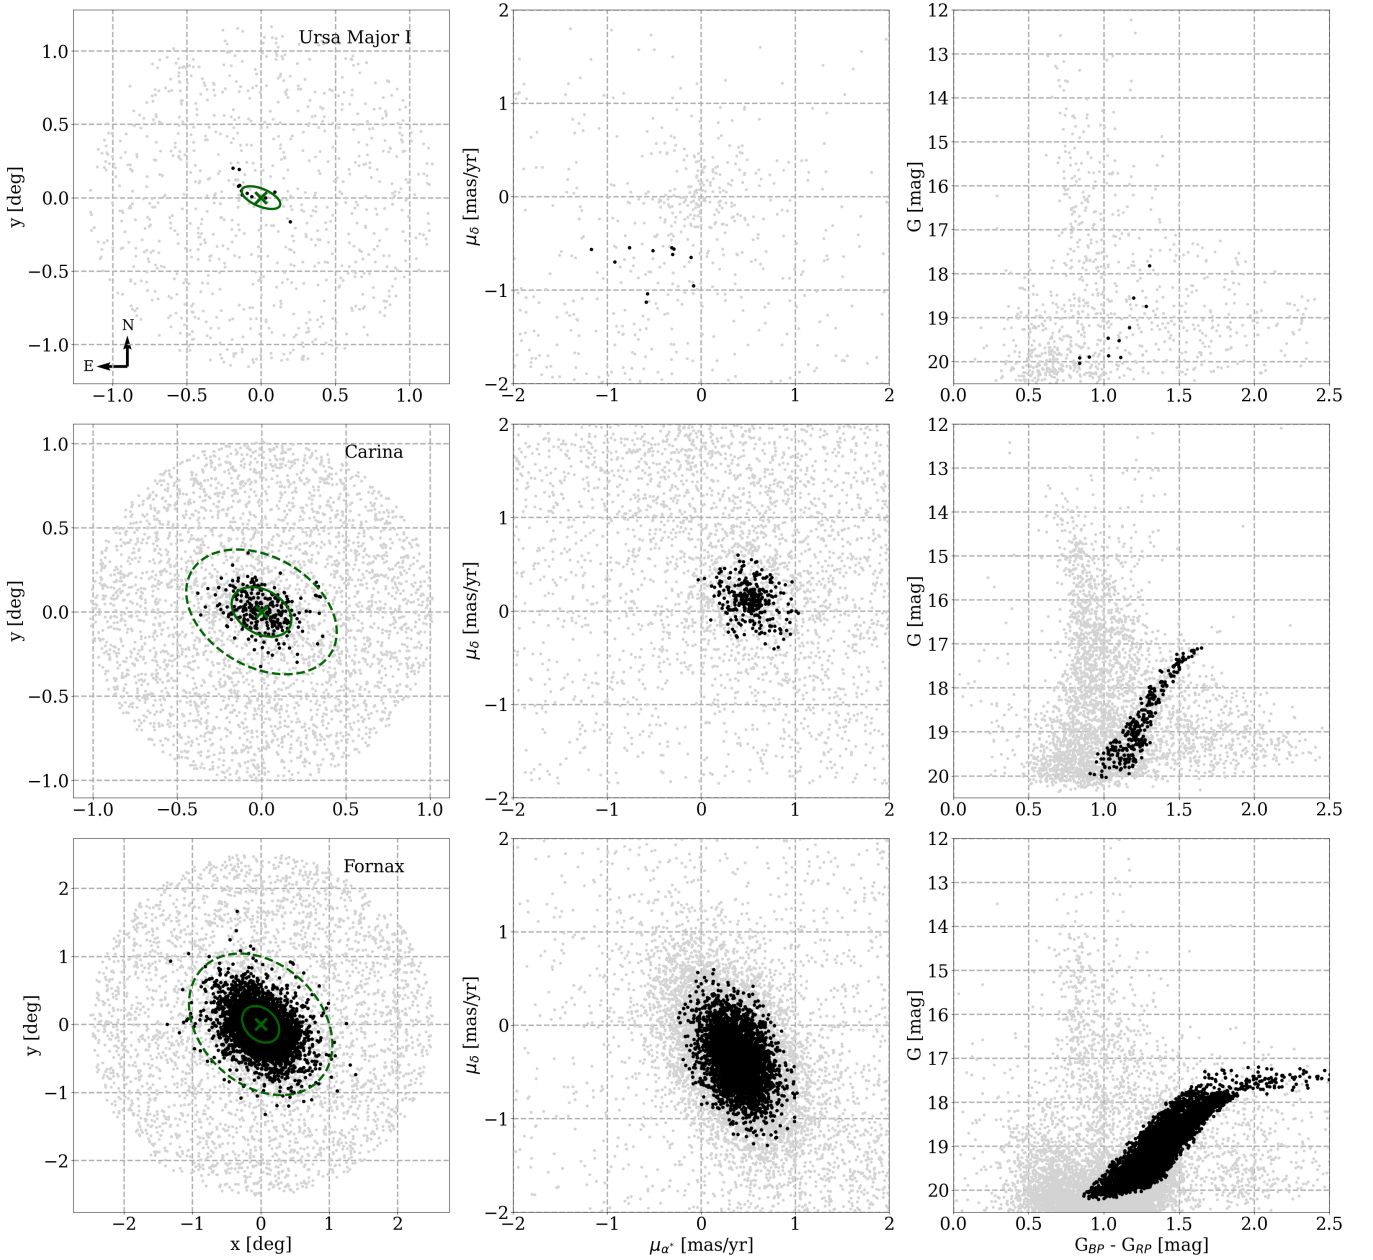 Ursa Major I
1.0
0.5
0.0
−0.5
−1.0
y [deg]
N
E
−1.0 −0.5 0.0 0.5 1.0
2
1
0
−1
−2
μδ [mas/yr]
−2 −1 0 1 2
12
13
14
15
16
17
18
19
20
G [mag]
0.0 0.5 1.0 1.5 2.0 2.5
Carina
1.0
0.5
0.0
−0.5
−1.0
y [deg]
−1.0 −0.5 0.0 0.5 1.0
2
1
0
−1
−2
μδ [mas/yr]
−2 −1 0 1 2
12
13
14
15
16
17
18
19
20
G [mag]
0.0 0.5 1.0 1.5 2.0 2.5
Fornax
2
1
0
−1
−2
y [deg]
−2 −1 0 1 2
x [deg]
2
1
0
−1
−2
μδ [mas/yr]
−2 −1 0 1 2
μα* [mas/yr]
12
13
14
15
16
17
18
19
20
G [mag]
0.0 0.5 1.0 1.5 2.0 2.5
GBP - GRP [mag]